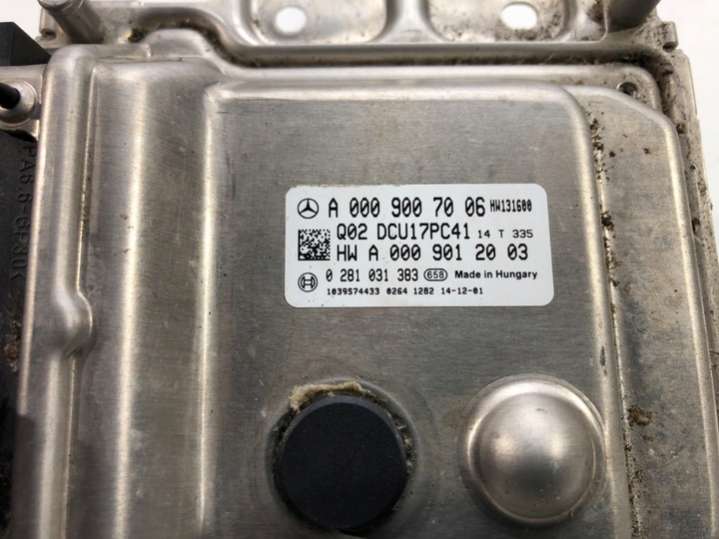 A 000 900 70 06 HW131600
Q02 DCU17PC41 14 T 335
HW A 000 901 20 03
0 281 031 383 658 Made in Hungary
1039S74433 0264 1282 14-12-01